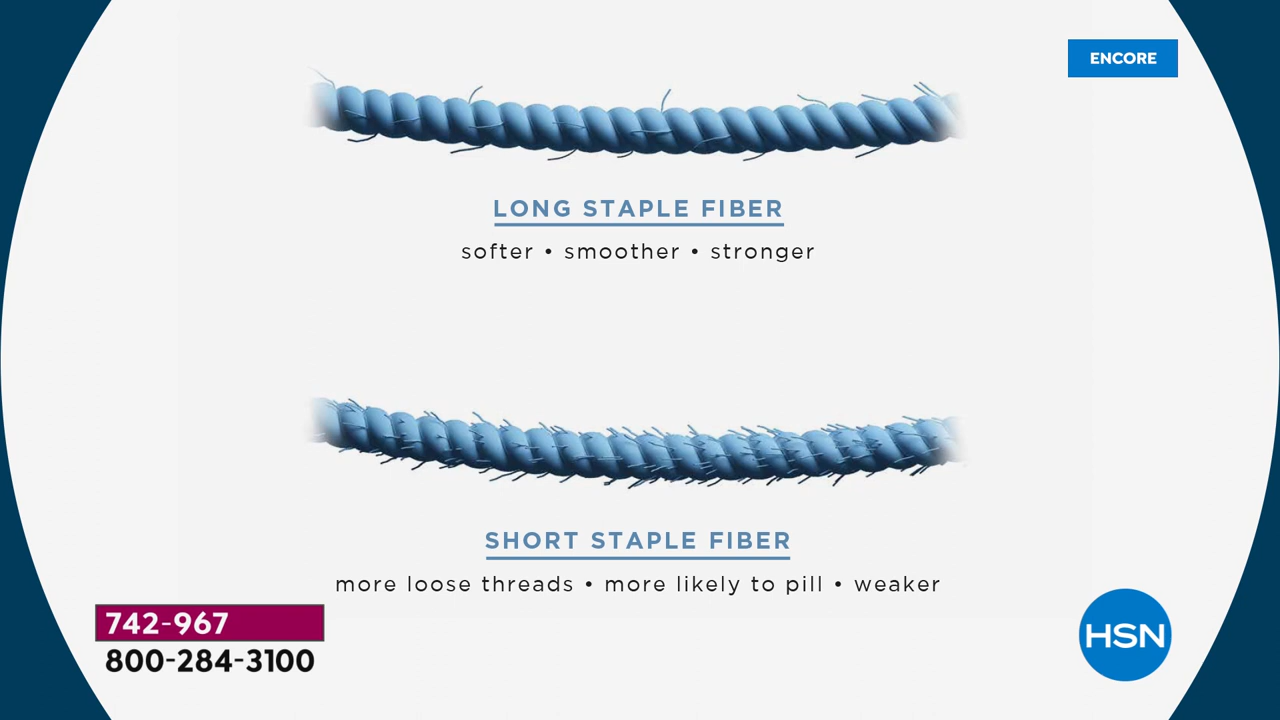 ENCORE
LONG STAPLE FIBER
softer • smoother • stronger
SHORT STAPLE FIBER
more loose threads • more likely to pill • weaker
742-967
800-284-3100
HSN